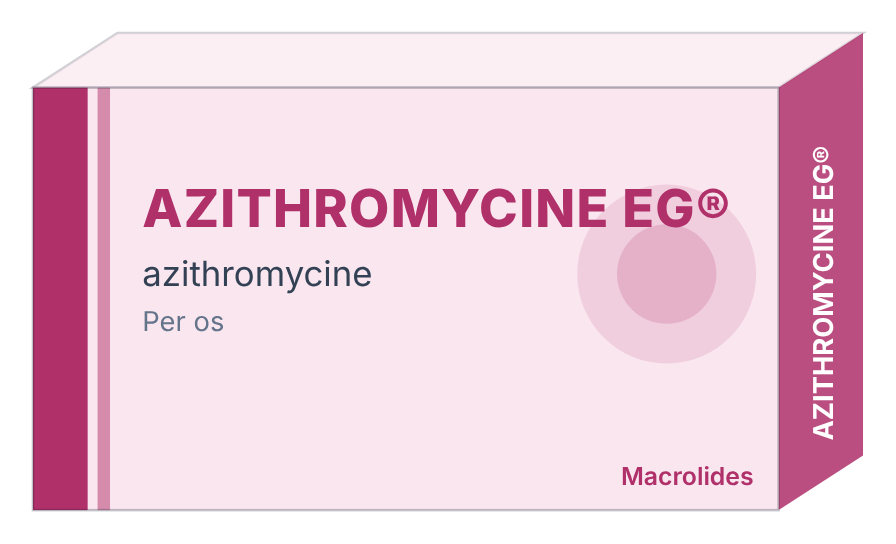 AZITHROMYCINE EG®
azithromycine
Per os
Macrolides
AZITHROMYCINE EG®